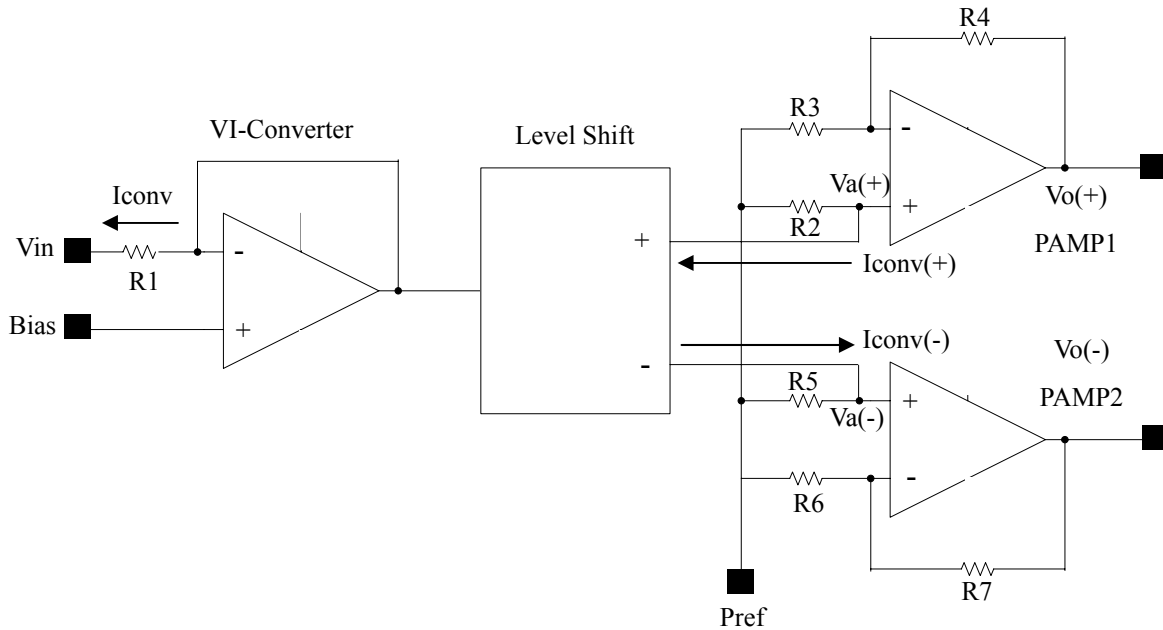 R4
R3
VI-Converter
Level Shift
-
Iconv
Va(+)
Vo(+)
+
R2
PAMP1
Vin
-
R1
+
Iconv(+)
Bias
+
Iconv(-)
Vo(-)
-
R5
+
PAMP2
Va(-)
-
R6
R7
Pref